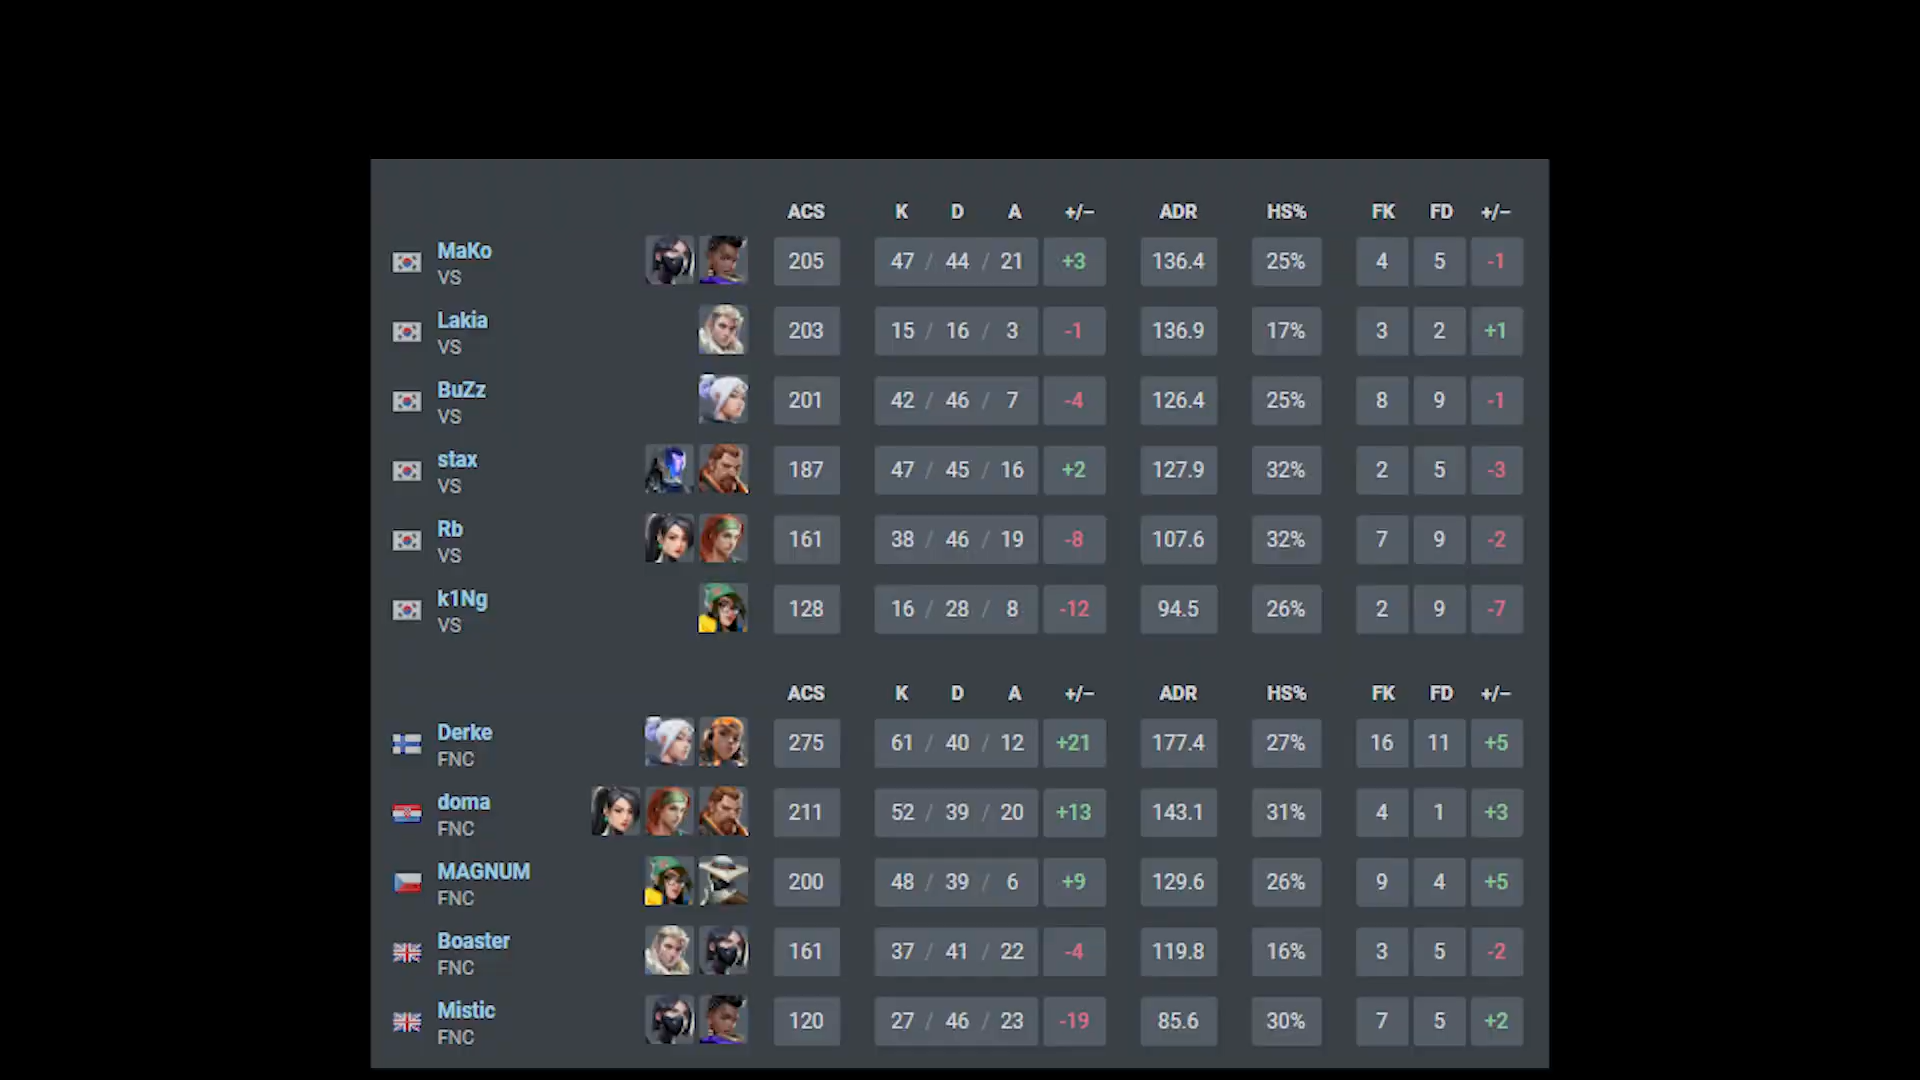 ACS K D A +/− ADR HS% FK FD +/−
MaKo 205 47 / 44 / 21 +3 136.4 25% 4 5 -1
VS
Lakia 203 15 / 16 / 3 -1 136.9 17% 3 2 +1
VS
BuZz 201 42 / 46 / 7 -4 126.4 25% 8 9 -1
VS
stax 187 47 / 45 / 16 +2 127.9 32% 2 5 -3
VS
Rb 161 38 / 46 / 19 -8 107.6 32% 7 9 -2
VS
k1Ng 128 16 / 28 / 8 -12 94.5 26% 2 9 -7
VS
ACS K D A +/− ADR HS% FK FD +/−
Derke 275 61 / 40 / 12 +21 177.4 27% 16 11 +5
FNC
doma 211 52 / 39 / 20 +13 143.1 31% 4 1 +3
FNC
MAGNUM 200 48 / 39 / 6 +9 129.6 26% 9 4 +5
FNC
Boaster 161 37 / 41 / 22 -4 119.8 16% 3 5 -2
FNC
Mistic 120 27 / 46 / 23 -19 85.6 30% 7 5 +2
FNC